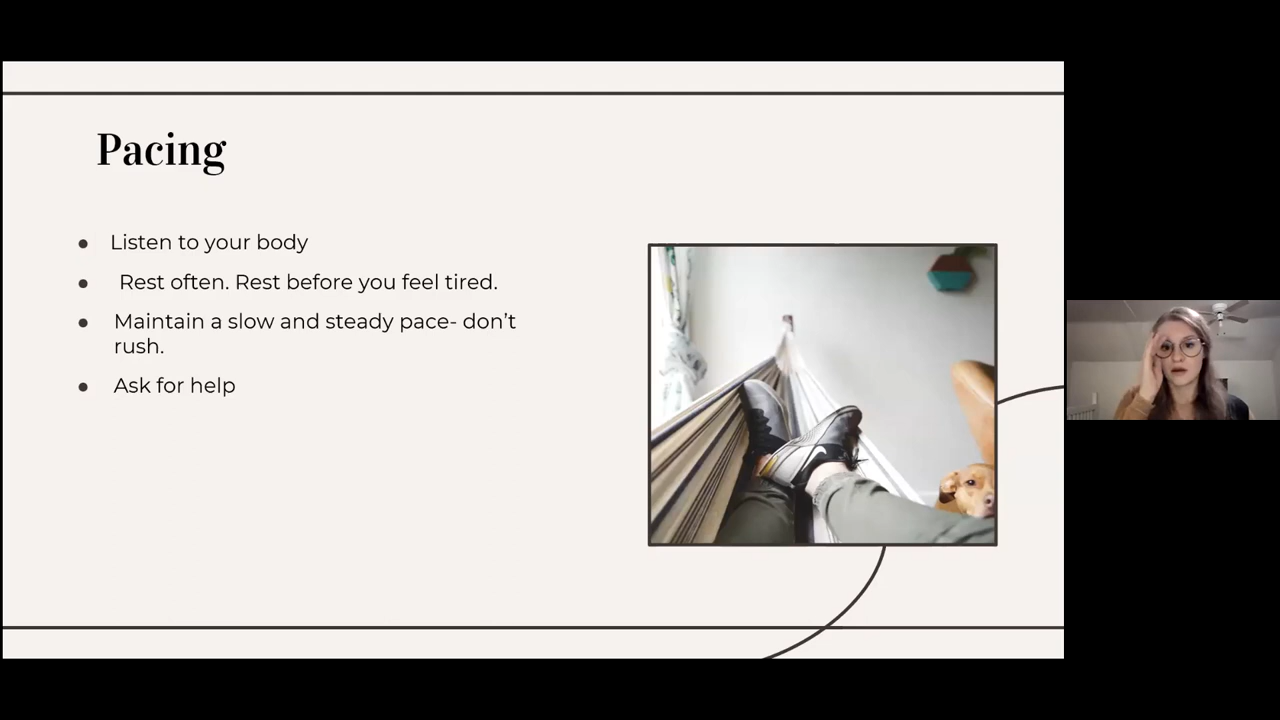 Pacing
● Listen to your body
● Rest often. Rest before you feel tired.
● Maintain a slow and steady pace- don’t
rush.
● Ask for help